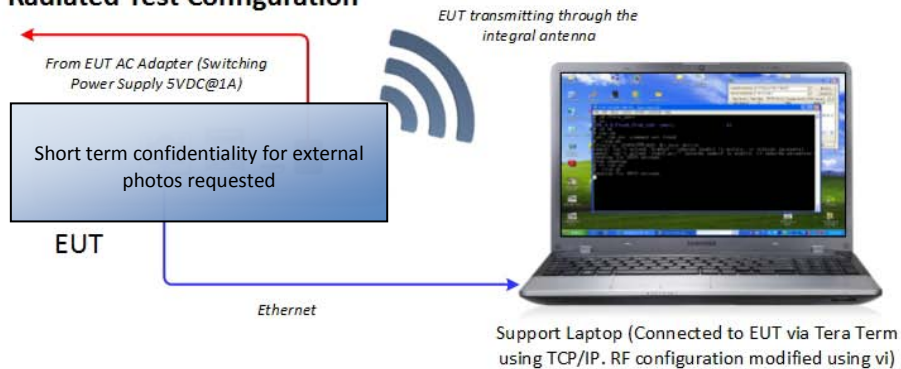 Radiated Test Configuration
EUT transmitting through the
integral antenna
From EUT AC Adapter (Switching
Power Supply 5VDC@1A)
Short term confidentiality for external
photos requested
EUT
Ethernet
SAMSUNG
Support Laptop (Connected to EUT via Tera Term
using TCP/IP. RF configuration modified using vi)